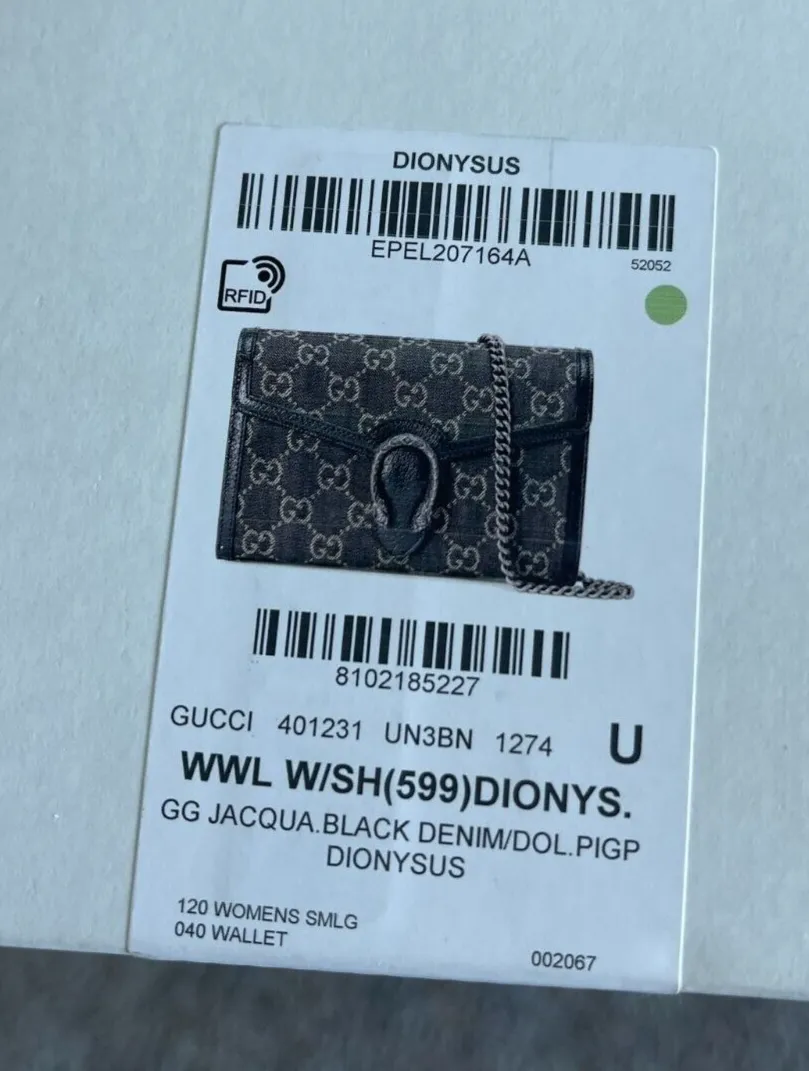 DIONYSUS
EPEL207164A
52052
RFID
8102185227
GUCCI 401231 UN3BN 1274 U
WWL W/SH(599)DIONYS.
GG JACQUA.BLACK DENIM/DOL.PIGP
DIONYSUS
120 WOMENS SMLG
040 WALLET
002067